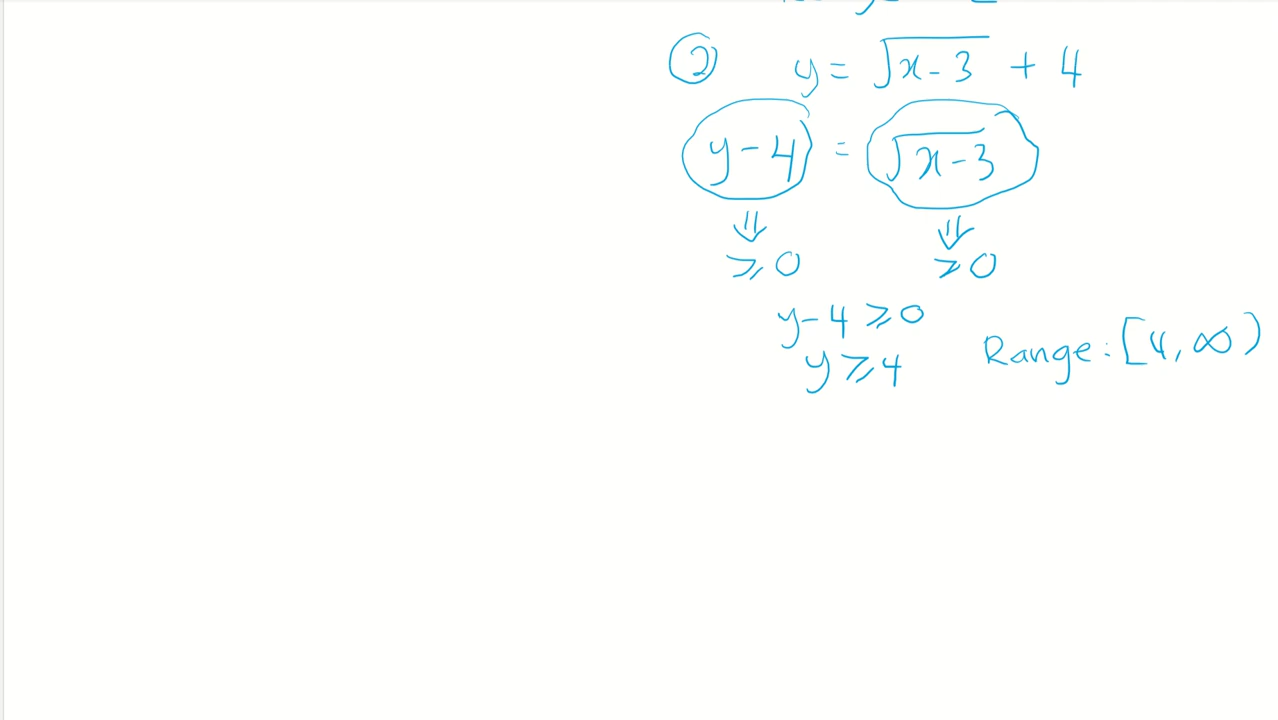 ② y = √x-3 + 4
y-4 = √x-3
⇓ ⇓
≥0 ≥0
y-4 ≥0
y ≥4
Range: [4, ∞)